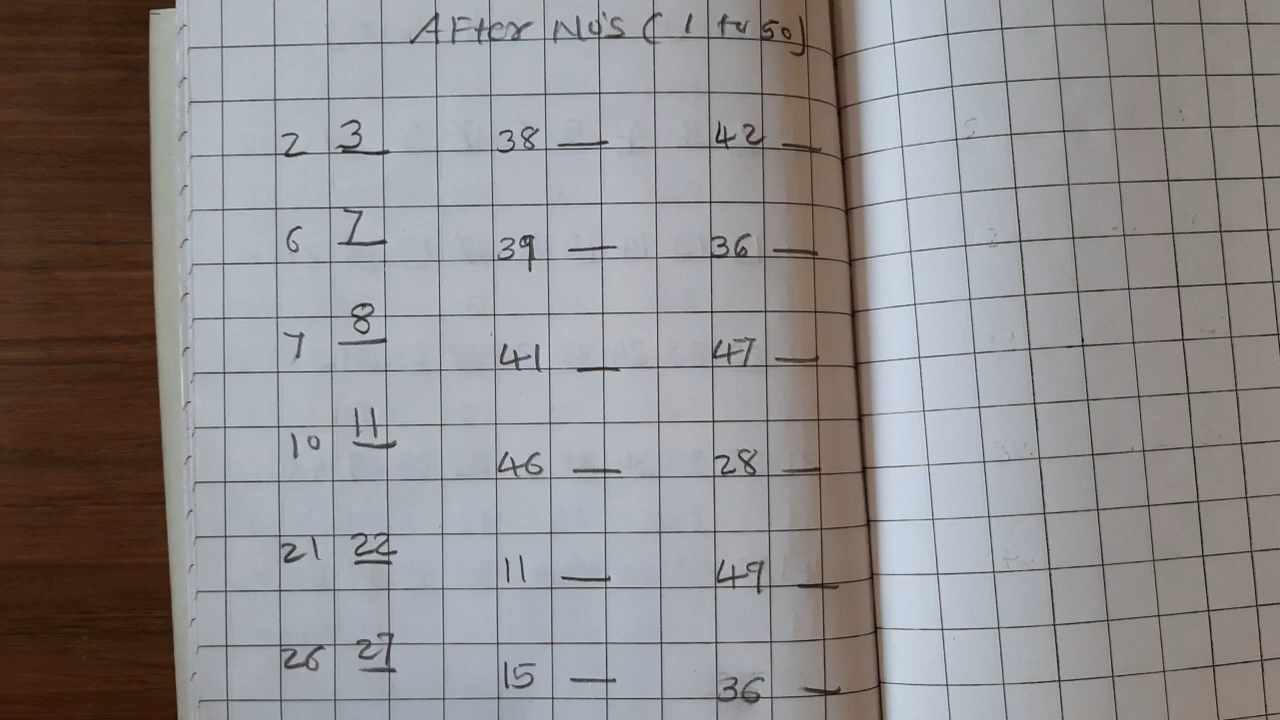 AFter No's ( 1 to 50)
2 3 38 __ 42 __
6 7 39 __ 36 __
7 8 41 __ 47 __
10 11 46 __ 28 __
21 22 11 __ 49 __
26 27 15 __ 36 __